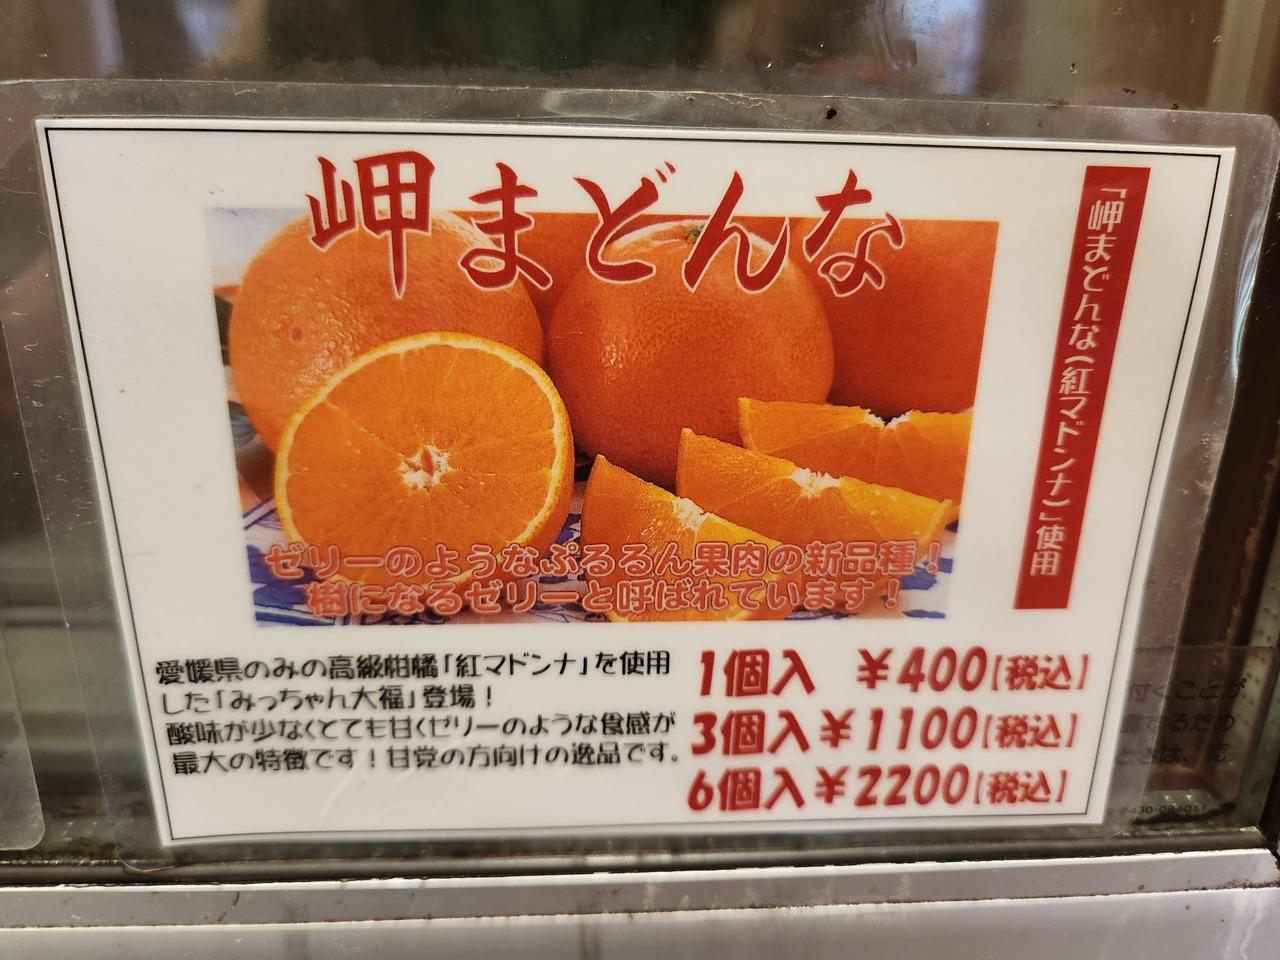 岬まどんな
「岬まどんな(紅マドンナ)」使用
ゼリーのようなぷるるん果肉の新品種！
樹になるゼリーと呼ばれています！
愛媛県のみの高級柑橘「紅マドンナ」を使用
した「みっちゃん大福」登場！
酸味が少なくとても甘くゼリーのような食感が
最大の特徴です！甘党の方向けの逸品です。
1個入 ¥400[税込]
3個入¥1100[税込]
6個入¥2200[税込]
付くことが